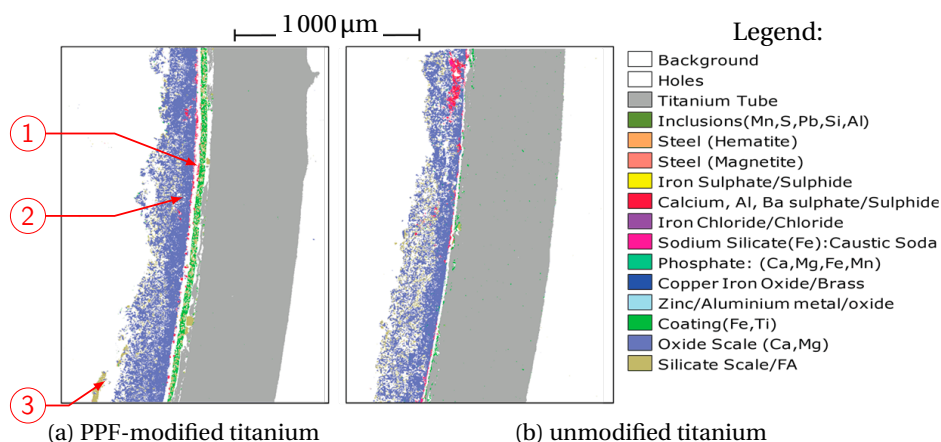 1000 µm
Legend:
Background
Holes
Titanium Tube
Inclusions(Mn,S,Pb,Si,Al)
Steel (Hematite)
Steel (Magnetite)
Iron Sulphate/Sulphide
Calcium, Al, Ba sulphate/Sulphide
Iron Chloride/Chloride
Sodium Silicate(Fe):Caustic Soda
Phosphate: (Ca,Mg,Fe,Mn)
Copper Iron Oxide/Brass
Zinc/Aluminium metal/oxide
Coating(Fe,Ti)
Oxide Scale (Ca,Mg)
Silicate Scale/FA
1
2
3
(a) PPF-modified titanium
(b) unmodified titanium